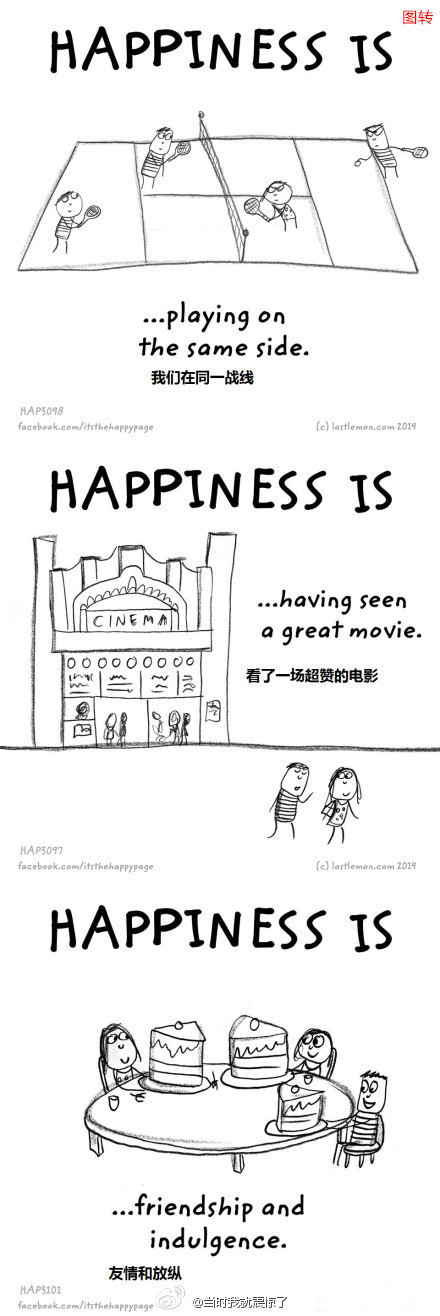 图转
HAPPINESS IS
...playing on
the same side.
我们在同一战线
HAP3098
facebook.com/itsthehappypage
(c) lastlemon.com 2014
HAPPINESS IS
CINEMA
...having seen
a great movie.
看了一场超赞的电影
HAP3097
facebook.com/itsthehappypage
(c) lastlemon.com 2014
HAPPINESS IS
...friendship and
indulgence.
友情和放纵
HAP3101
facebook.com/itsthehappypage
@当时我就震惊了